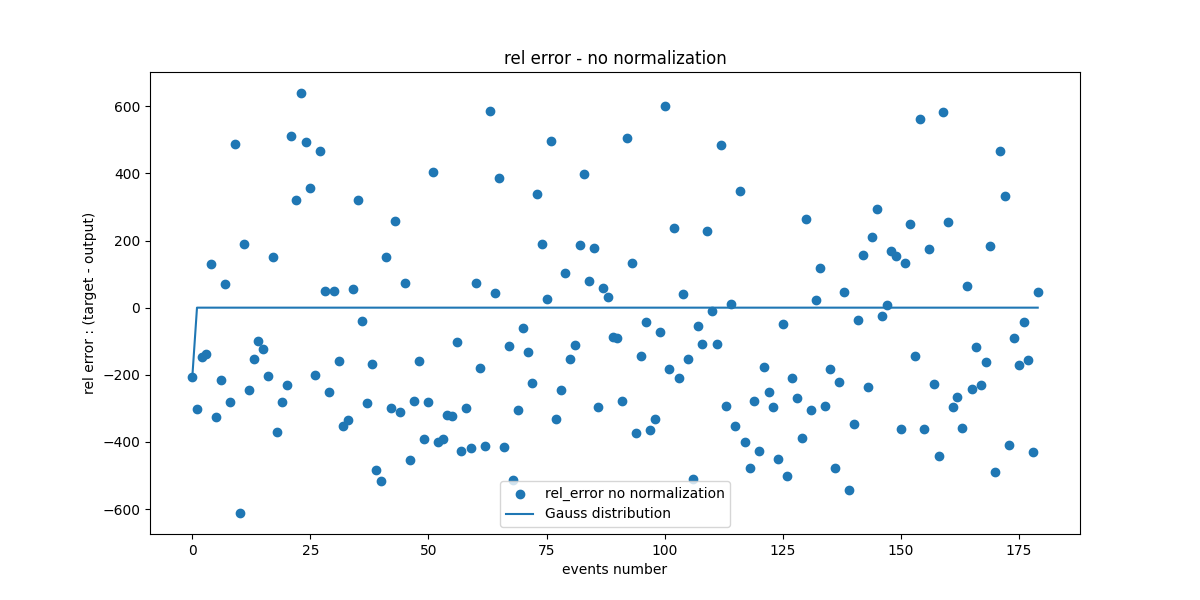 rel error - no normalization
rel error : (target - output)
600
400
200
0
−200
−400
−600
rel_error no normalization
Gauss distribution
0 25 50 75 100 125 150 175
events number